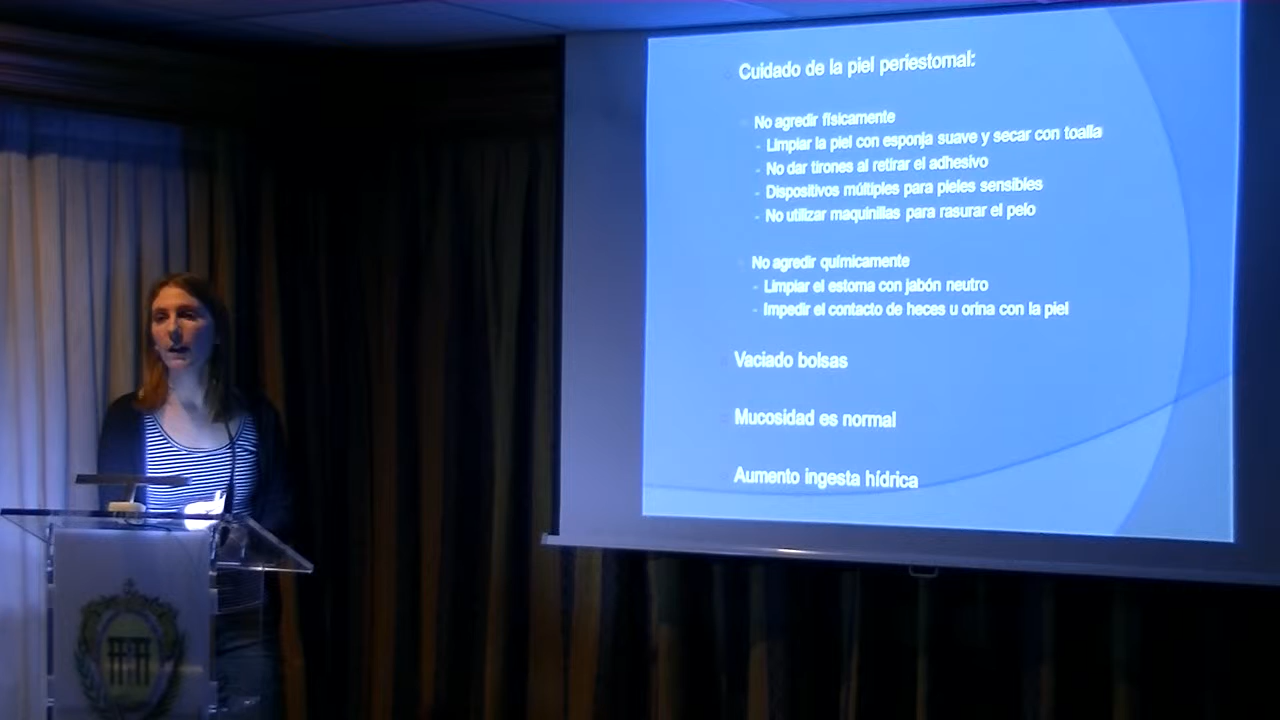 Cuidado de la piel periestomal:
No agredir físicamente
- Limpiar la piel con esponja suave y secar con toalla
- No dar tirones al retirar el adhesivo
- Dispositivos múltiples para pieles sensibles
- No utilizar maquinillas para rasurar el pelo
No agredir químicamente
- Limpiar el estoma con jabón neutro
- Impedir el contacto de heces u orina con la piel
Vaciado bolsas
Mucosidad es normal
Aumento ingesta hídrica